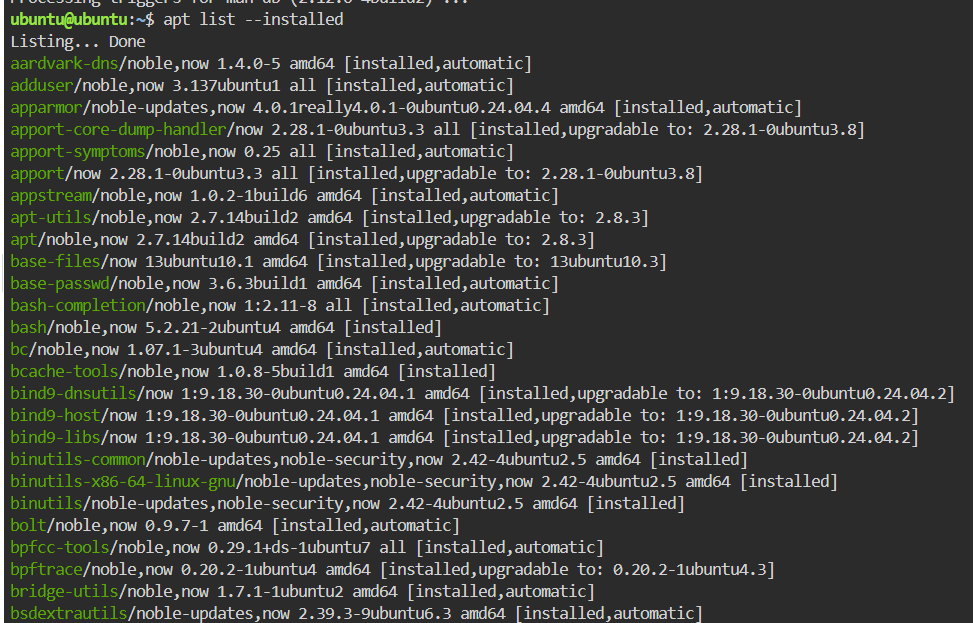 ubuntu@ubuntu:~$ apt list --installed
Listing... Done
aardvark-dns/noble,now 1.4.0-5 amd64 [installed,automatic]
adduser/noble,now 3.137ubuntu1 all [installed,automatic]
apparmor/noble-updates,now 4.0.1really4.0.1-0ubuntu0.24.04.4 amd64 [installed,automatic]
apport-core-dump-handler/now 2.28.1-0ubuntu3.3 all [installed,upgradable to: 2.28.1-0ubuntu3.8]
apport-symptoms/noble,now 0.25 all [installed,automatic]
apport/now 2.28.1-0ubuntu3.3 all [installed,upgradable to: 2.28.1-0ubuntu3.8]
appstream/noble,now 1.0.2-1build6 amd64 [installed,automatic]
apt-utils/now 2.7.14build2 amd64 [installed,upgradable to: 2.8.3]
apt/noble,now 2.7.14build2 amd64 [installed,upgradable to: 2.8.3]
base-files/now 13ubuntu10.1 amd64 [installed,upgradable to: 13ubuntu10.3]
base-passwd/noble,now 3.6.3build1 amd64 [installed,automatic]
bash-completion/noble,now 1:2.11-8 all [installed,automatic]
bash/noble,now 5.2.21-2ubuntu4 amd64 [installed]
bc/noble,now 1.07.1-3ubuntu4 amd64 [installed,automatic]
bcache-tools/noble,now 1.0.8-5build1 amd64 [installed]
bind9-dnsutils/now 1:9.18.30-0ubuntu0.24.04.1 amd64 [installed,upgradable to: 1:9.18.30-0ubuntu0.24.04.2]
bind9-host/now 1:9.18.30-0ubuntu0.24.04.1 amd64 [installed,upgradable to: 1:9.18.30-0ubuntu0.24.04.2]
bind9-libs/now 1:9.18.30-0ubuntu0.24.04.1 amd64 [installed,upgradable to: 1:9.18.30-0ubuntu0.24.04.2]
binutils-common/noble-updates,noble-security,now 2.42-4ubuntu2.5 amd64 [installed]
binutils-x86-64-linux-gnu/noble-updates,noble-security,now 2.42-4ubuntu2.5 amd64 [installed]
binutils/noble-updates,noble-security,now 2.42-4ubuntu2.5 amd64 [installed]
bolt/noble,now 0.9.7-1 amd64 [installed,automatic]
bpfcc-tools/noble,now 0.29.1+ds-1ubuntu7 all [installed,automatic]
bpftrace/noble,now 0.20.2-1ubuntu4 amd64 [installed,upgradable to: 0.20.2-1ubuntu4.3]
bridge-utils/noble,now 1.7.1-1ubuntu2 amd64 [installed,automatic]
bsdextrautils/noble-updates,now 2.39.3-9ubuntu6.3 amd64 [installed,automatic]